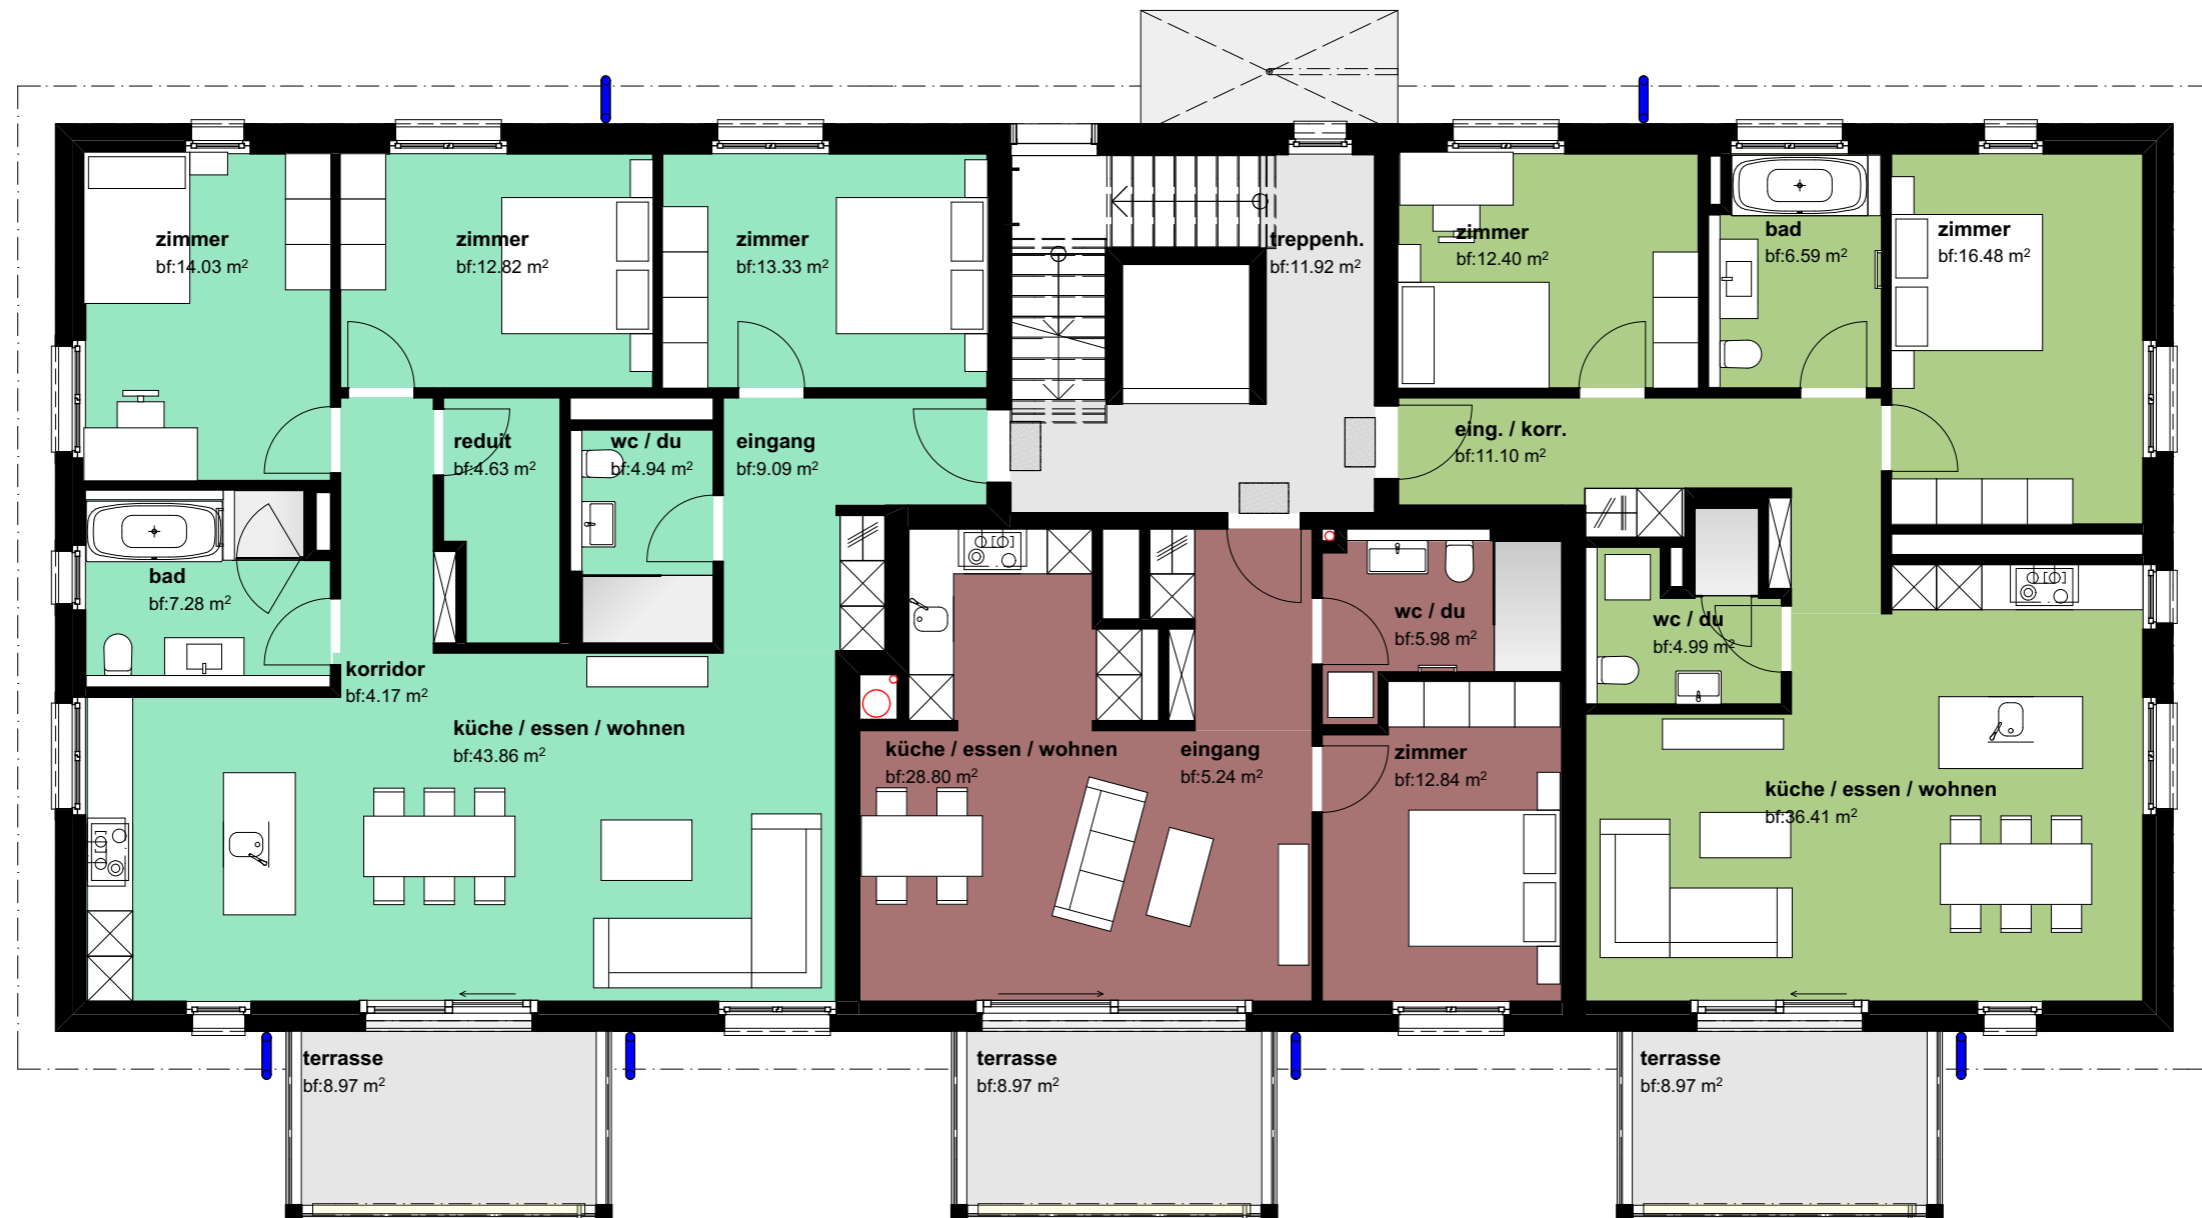 zimmer
bf:14.03 m²
zimmer
bf:12.82 m²
zimmer
bf:13.33 m²
treppenh.
bf:11.92 m²
zimmer
bf:12.40 m²
bad
bf:6.59 m²
zimmer
bf:16.48 m²
reduit
bf:4.63 m²
wc / du
bf:4.94 m²
eingang
bf:9.09 m²
eing. / korr.
bf:11.10 m²
bad
bf:7.28 m²
wc / du
bf:5.98 m²
wc / du
bf:4.99 m²
korridor
bf:4.17 m²
küche / essen / wohnen
bf:43.86 m²
küche / essen / wohnen
bf:28.80 m²
eingang
bf:5.24 m²
zimmer
bf:12.84 m²
küche / essen / wohnen
bf:36.41 m²
terrasse
bf:8.97 m²
terrasse
bf:8.97 m²
terrasse
bf:8.97 m²